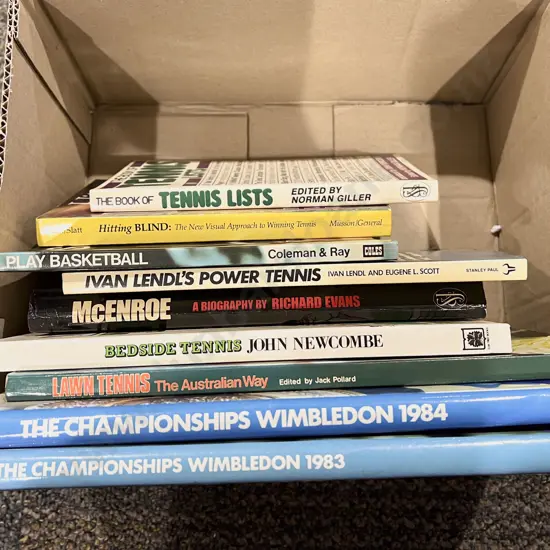 THE BOOK OF TENNIS LISTS EDITED BY
NORMAN GILLER
Slatt Hitting BLIND: The New Visual Approach to Winning Tennis Mission/General
PLAY BASKETBALL Coleman & Ray COLES
IVAN LENDL'S POWER TENNIS IVAN LENDL AND EUGENE L. SCOTT STANLEY PAUL
McENROE A BIOGRAPHY BY RICHARD EVANS
BEDSIDE TENNIS JOHN NEWCOMBE
LAWN TENNIS The Australian Way Edited by Jack Pollard
THE CHAMPIONSHIPS WIMBLEDON 1984
THE CHAMPIONSHIPS WIMBLEDON 1983